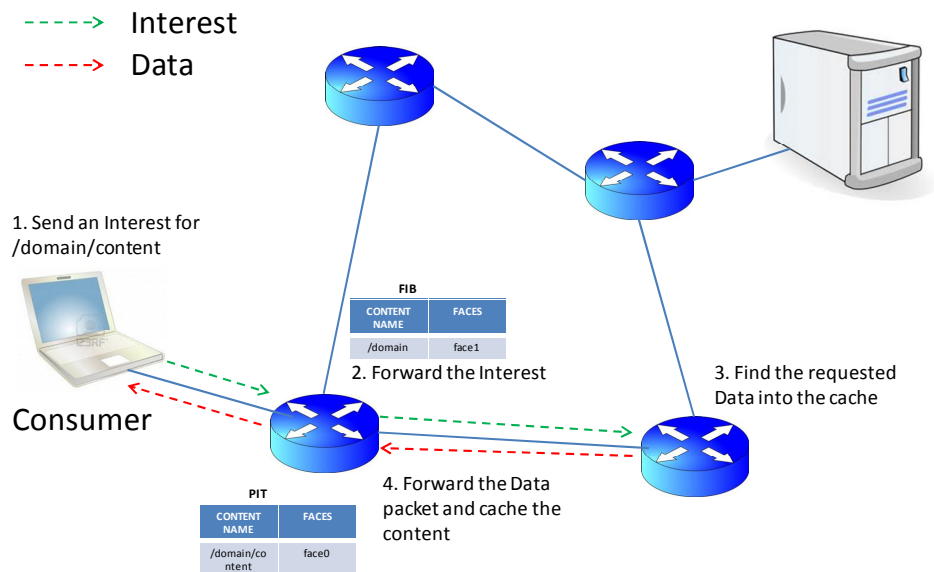 Interest
Data
1. Send an Interest for
/domain/content
Consumer
FIB
CONTENT
NAME
FACES
/domain
face1
2. Forward the Interest
3. Find the requested
Data into the cache
4. Forward the Data
packet and cache the
content
PIT
CONTENT
NAME
FACES
/domain/co
ntent
face0